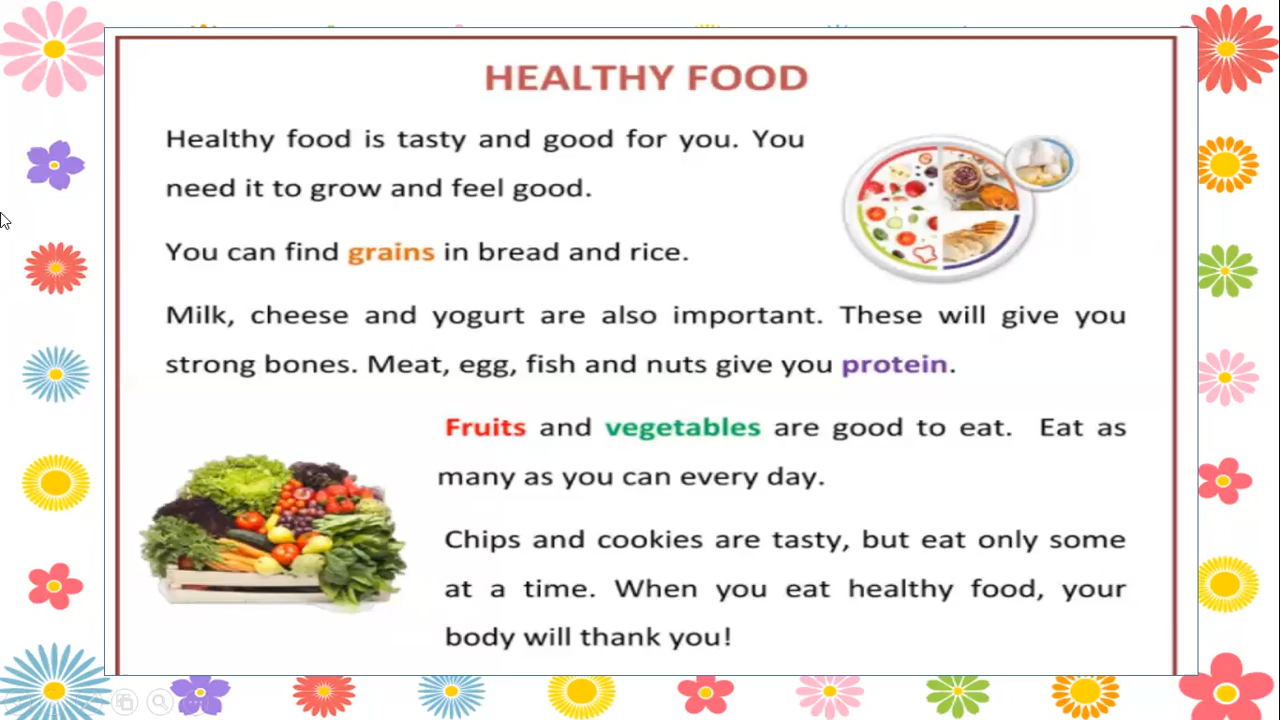 HEALTHY FOOD
Healthy food is tasty and good for you. You
need it to grow and feel good.
You can find grains in bread and rice.
Milk, cheese and yogurt are also important. These will give you
strong bones. Meat, egg, fish and nuts give you protein.
Fruits and vegetables are good to eat. Eat as
many as you can every day.
Chips and cookies are tasty, but eat only some
at a time. When you eat healthy food, your
body will thank you!